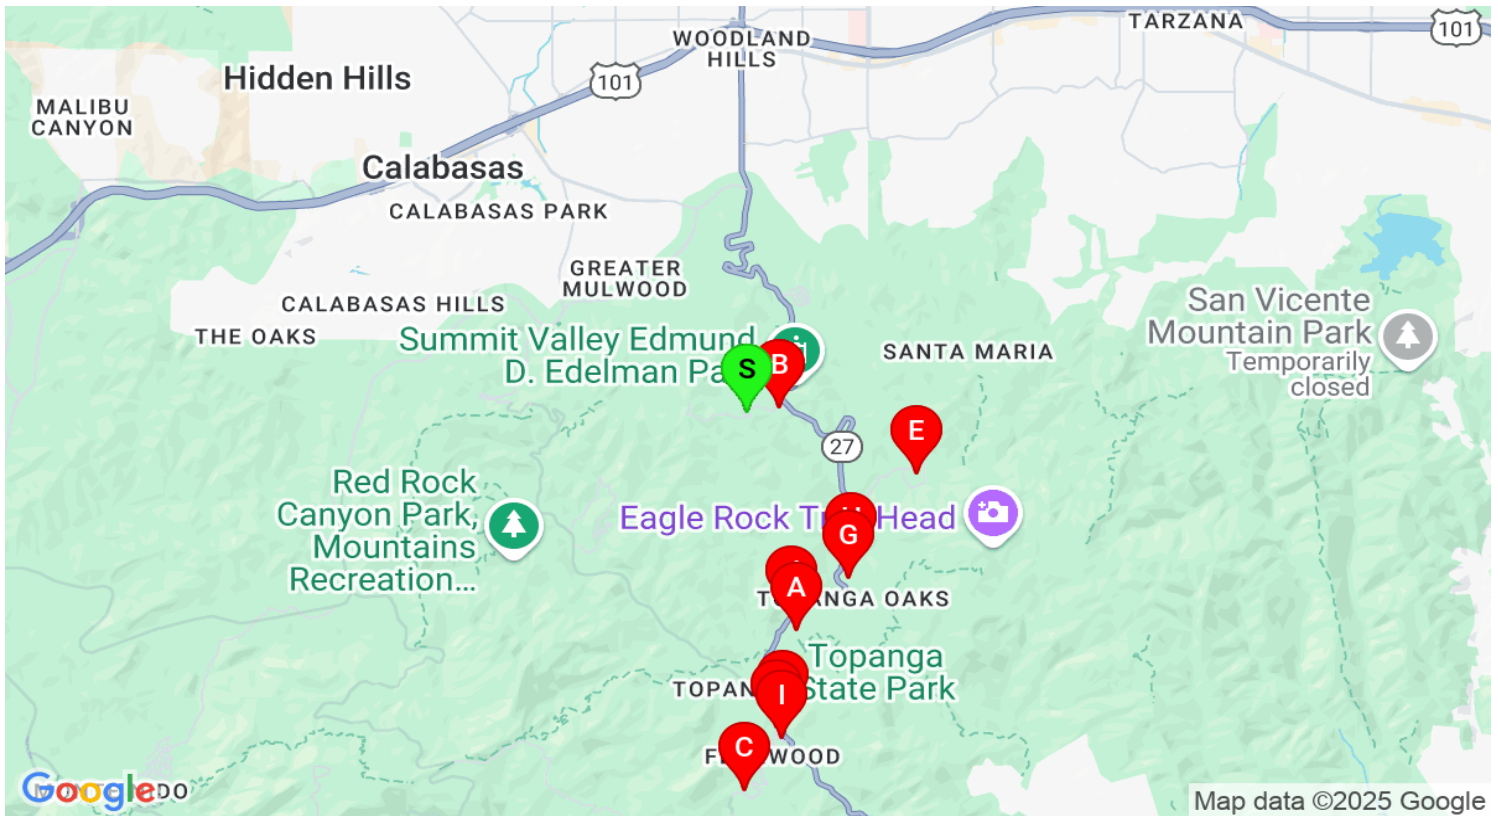 TARZANA
101
WOODLAND
HILLS
Hidden Hills
101
MALIBU
CANYON
Calabasas
CALABASAS PARK
GREATER
MULWOOD
CALABASAS HILLS
THE OAKS
San Vicente
Mountain Park
Temporarily
closed
Summit Valley Edmund
D. Edelman Pa
S
B
SANTA MARIA
E
27
Red Rock
Canyon Park,
Mountains
Recreation...
Eagle Rock T Head
G
A
TOPANGA OAKS
Topanga
State Park
TOPAN
I
C
F WOOD
Google
DO
Map data ©2025 Google